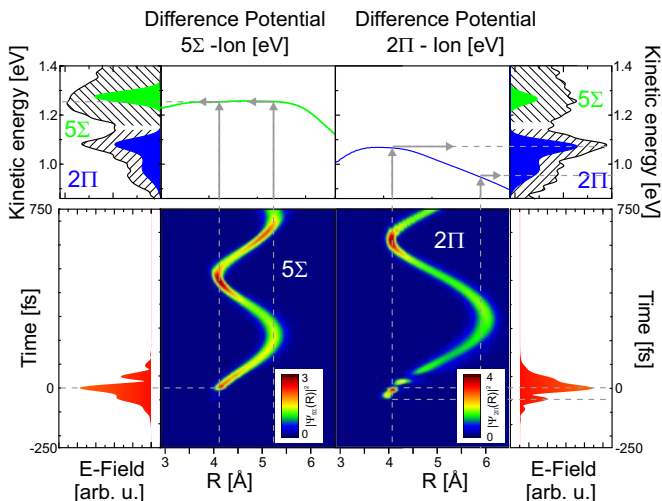 Difference Potential
5Σ -Ion [eV]
Difference Potential
2Π - Ion [eV]
Kinetic energy [eV]
1.4
1.2
1.0
5Σ
2Π
1.4
1.2
1.0
Kinetic energy [eV]
5Σ
2Π
Time [fs]
750
0
-250
5Σ
2Π
3
0
|Ψ5Σ(R)|²
4
0
|Ψ2Π(R)|²
750
0
-250
Time [fs]
3 4 5 6
3 4 5 6
E-Field
[arb. u.]
R [Å]
R [Å]
E-Field
[arb. u.]